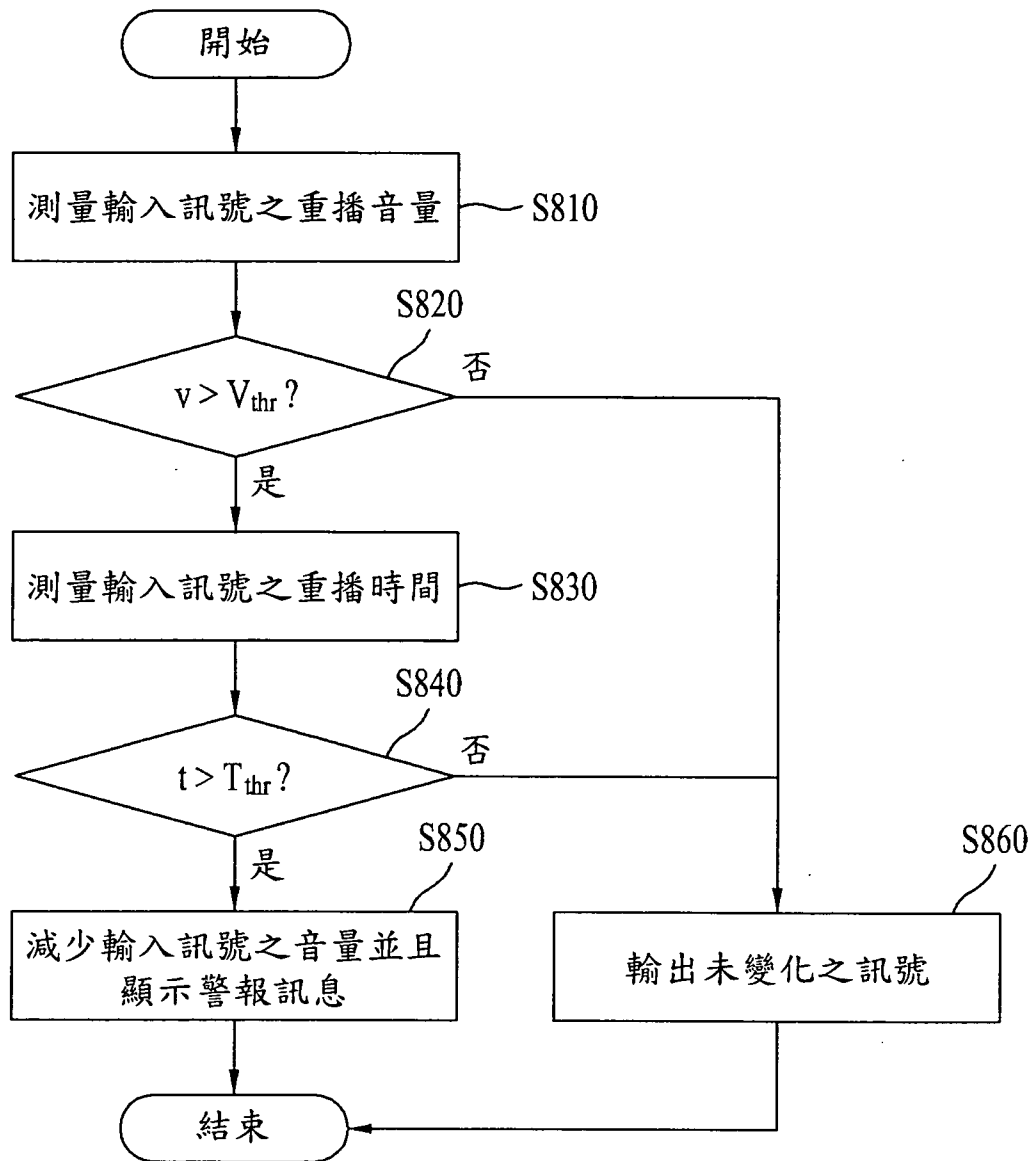 開始
測量輸入訊號之重播音量
S810
S820
v > Vthr ?
否
是
測量輸入訊號之重播時間
S830
S840
t > Tthr ?
否
是
S850
減少輸入訊號之音量並且
顯示警報訊息
S860
輸出未變化之訊號
結束